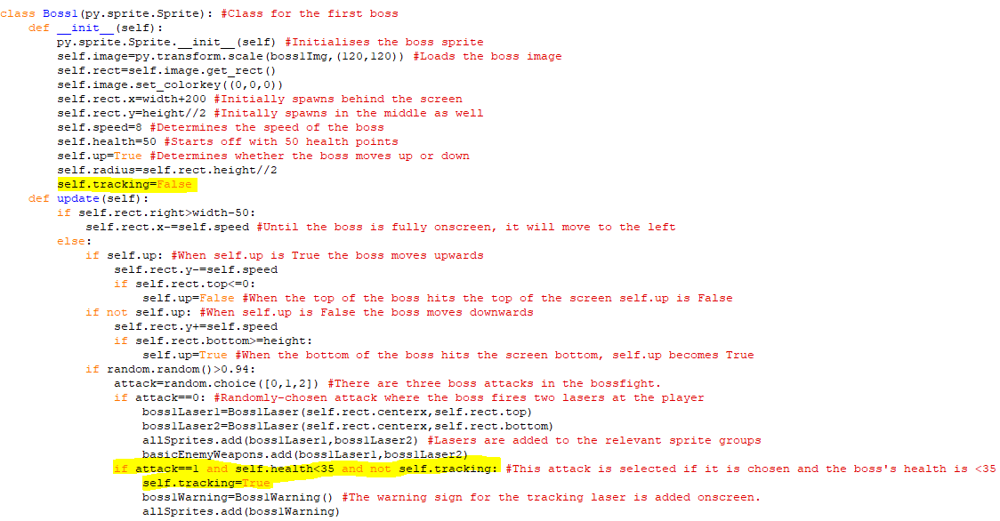 class Boss1(py.sprite.Sprite): #Class for the first boss
    def __init__(self):
        py.sprite.Sprite.__init__(self) #Initialises the boss sprite
        self.image=py.transform.scale(boss1Img,(120,120)) #Loads the boss image
        self.rect=self.image.get_rect()
        self.image.set_colorkey((0,0,0))
        self.rect.x=width+200 #Initially spawns behind the screen
        self.rect.y=height//2 #Initally spawns in the middle as well
        self.speed=8 #Determines the speed of the boss
        self.health=50 #Starts off with 50 health points
        self.up=True #Determines whether the boss moves up or down
        self.radius=self.rect.height//2
        self.tracking=False
    def update(self):
        if self.rect.right>width-50:
            self.rect.x-=self.speed #Until the boss is fully onscreen, it will move to the left
        else:
            if self.up: #When self.up is True the boss moves upwards
                self.rect.y-=self.speed
                if self.rect.top<=0:
                    self.up=False #When the top of the boss hits the top of the screen self.up is False
            if not self.up: #When self.up is False the boss moves downwards
                self.rect.y+=self.speed
                if self.rect.bottom>=height:
                    self.up=True #When the bottom of the boss hits the screen bottom, self.up becomes True
            if random.random()>0.94:
                attack=random.choice([0,1,2]) #There are three boss attacks in the bossfight.
                if attack==0: #Randomly-chosen attack where the boss fires two lasers at the player
                    boss1Laser1=Boss1Laser(self.rect.centerx,self.rect.top)
                    boss1Laser2=Boss1Laser(self.rect.centerx,self.rect.bottom)
                    allSprites.add(boss1Laser1,boss1Laser2) #Lasers are added to the relevant sprite groups
                    basicEnemyWeapons.add(boss1Laser1,boss1Laser2)
                if attack==1 and self.health<35 and not self.tracking: #This attack is selected if it is chosen and the boss's health is <35
                    self.tracking=True
                    boss1Warning=Boss1Warning() #The warning sign for the tracking laser is added onscreen.
                    allSprites.add(boss1Warning)